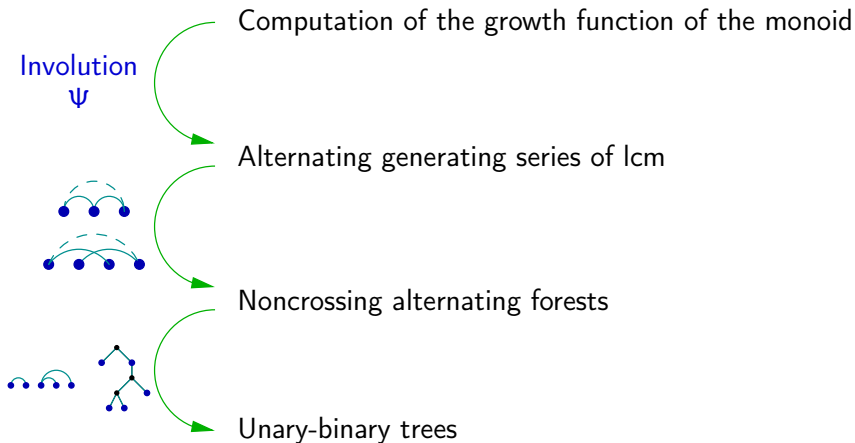 Computation of the growth function of the monoid
Involution
Ψ
Alternating generating series of lcm
Noncrossing alternating forests
Unary-binary trees